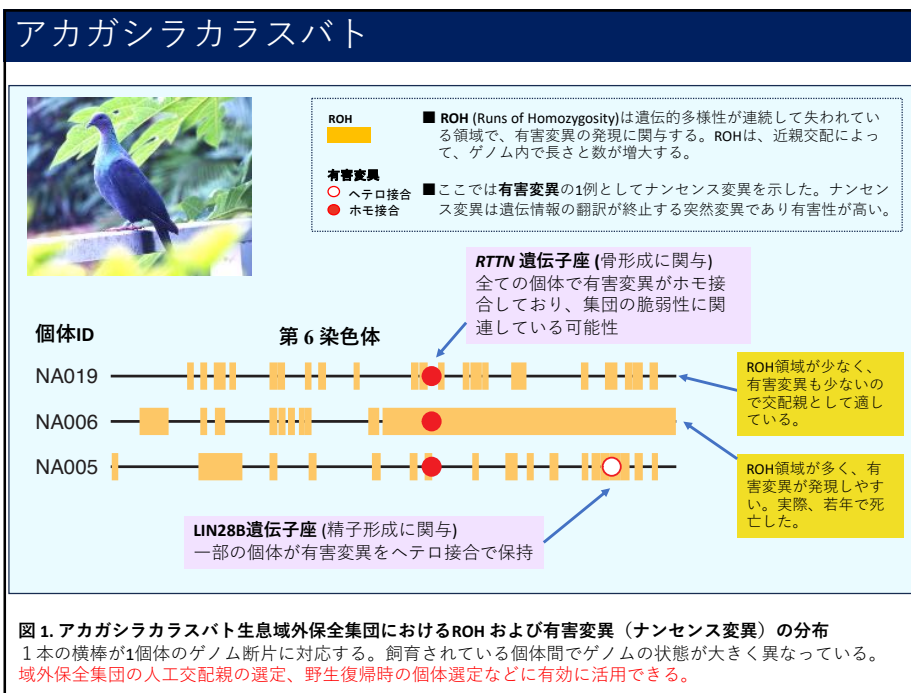 アカガシラカラスバト
ROH
■ ROH (Runs of Homozygosity)は遺伝的多様性が連続して失われてい
る領域で、有害変異の発現に関与する。ROHは、近親交配によっ
て、ゲノム内で長さと数が増大する。
有害変異
ヘテロ接合
ホモ接合
■ここでは有害変異の1例としてナンセンス変異を示した。ナンセン
ス変異は遺伝情報の翻訳が終止する突然変異であり有害性が高い。
RTTN 遺伝子座 (骨形成に関与)
全ての個体で有害変異がホモ接
合しており、集団の脆弱性に関
連している可能性
個体ID
第 6 染色体
NA019
NA006
NA005
ROH領域が少なく、
有害変異も少ないの
で交配親として適し
ている。
ROH領域が多く、有
害変異が発現しやす
い。実際、若年で死
亡した。
LIN28B遺伝子座 (精子形成に関与)
一部の個体が有害変異をヘテロ接合で保持
図 1. アカガシラカラスバト生息域外保全集団におけるROH および有害変異（ナンセンス変異）の分布
１本の横棒が1個体のゲノム断片に対応する。飼育されている個体間でゲノムの状態が大きく異なっている。
域外保全集団の人工交配親の選定、野生復帰時の個体選定などに有効に活用できる。